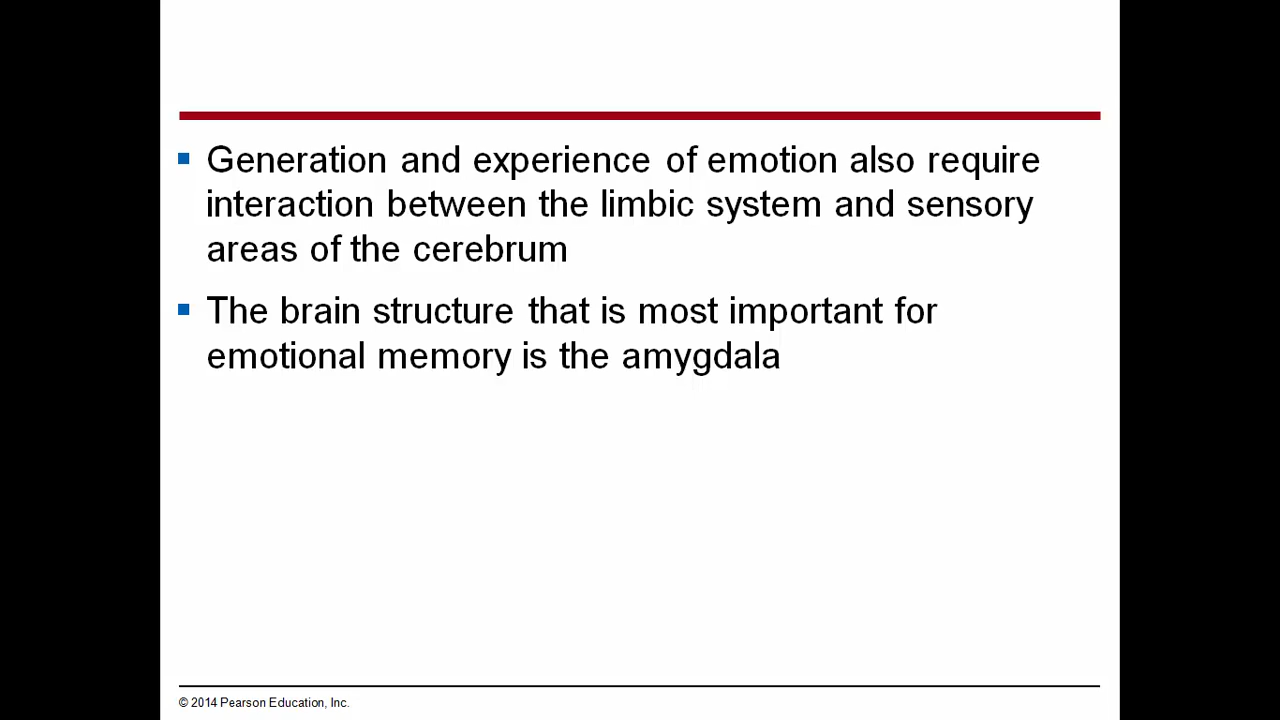 Generation and experience of emotion also require
interaction between the limbic system and sensory
areas of the cerebrum
The brain structure that is most important for
emotional memory is the amygdala
© 2014 Pearson Education, Inc.